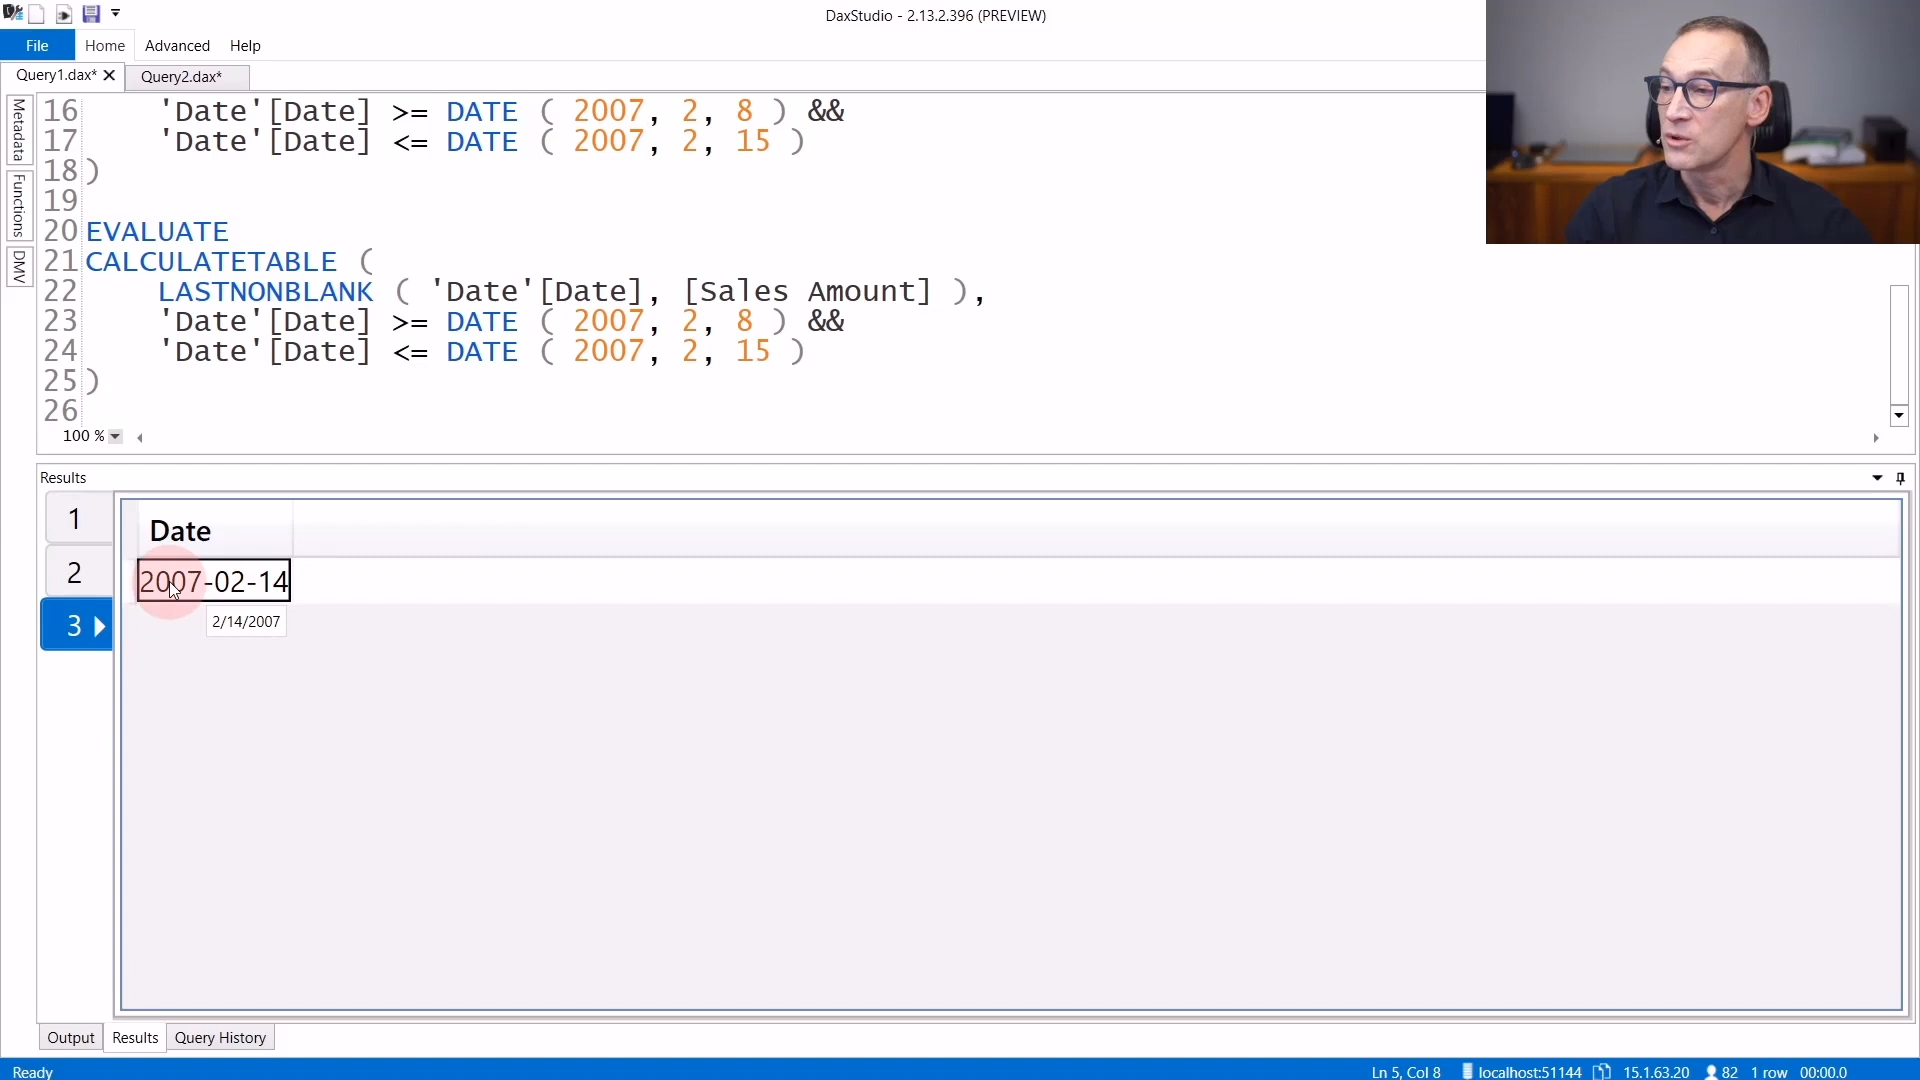 DaxStudio - 2.13.2.396 (PREVIEW)
File Home Advanced Help
Query1.dax* Query2.dax*
Metadata
Functions
DMV
16 'Date'[Date] >= DATE ( 2007, 2, 8 ) &&
17 'Date'[Date] <= DATE ( 2007, 2, 15 )
18 )
19
20 EVALUATE
21 CALCULATETABLE (
22 LASTNONBLANK ( 'Date'[Date], [Sales Amount] ),
23 'Date'[Date] >= DATE ( 2007, 2, 8 ) &&
24 'Date'[Date] <= DATE ( 2007, 2, 15 )
25 )
26
100 %
Results
1
2
3
Date
2007-02-14
2/14/2007
Output Results Query History
Ready Ln 5, Col 8 localhost:51144 15.1.63.20 82 1 row 00:00.0